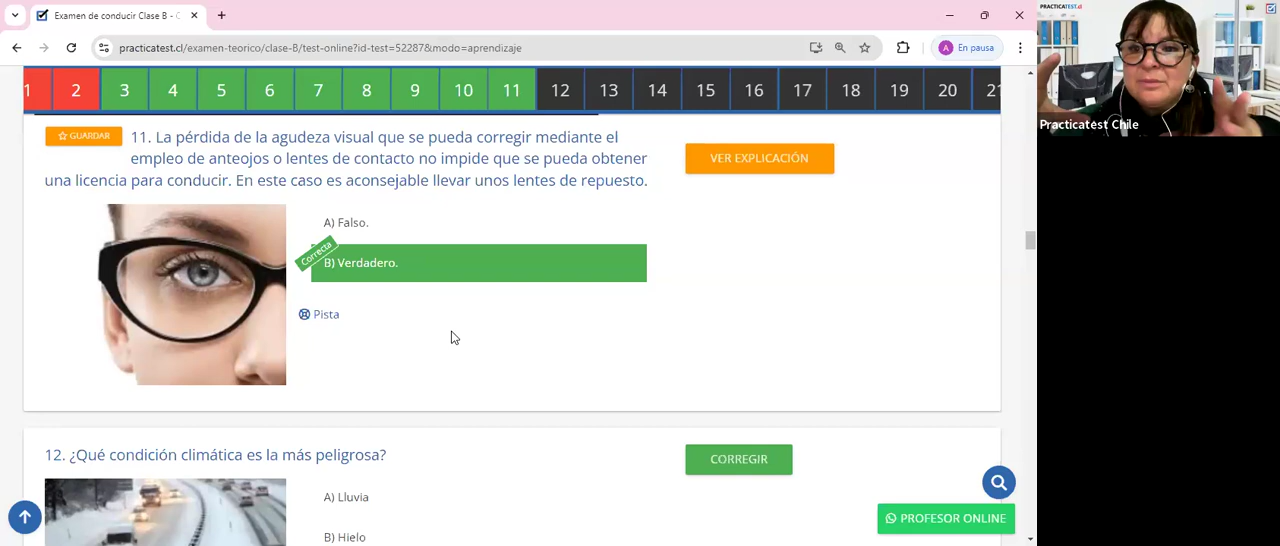 Examen de conducir Clase B - C
PRACTICATEST.cl
practicatest.cl/examen-teorico/clase-B/test-online?id-test=52287&modo=aprendizaje
A
En pausa
1 2 3 4 5 6 7 8 9 10 11 12 13 14 15 16 17 18 19 20 21
Practicatest Chile
GUARDAR
11. La pérdida de la agudeza visual que se pueda corregir mediante el
empleo de anteojos o lentes de contacto no impide que se pueda obtener
una licencia para conducir. En este caso es aconsejable llevar unos lentes de repuesto.
VER EXPLICACIÓN
A) Falso.
Correcta
B) Verdadero.
Pista
12. ¿Qué condición climática es la más peligrosa?
CORREGIR
A) Lluvia
PROFESOR ONLINE
B) Hielo